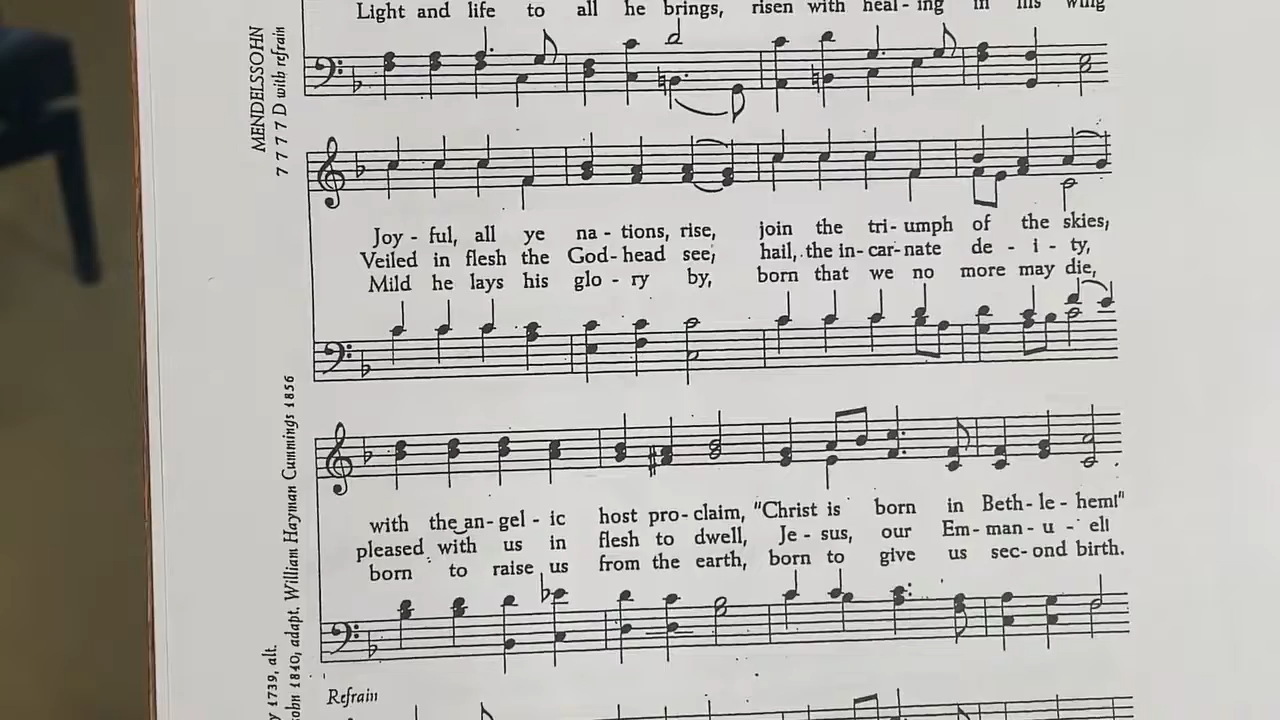 Light and life to all he brings, risen with heal - ing in his wing
MENDELSSOHN
7 7 7 7 D with refrain
Joy - ful, all ye na - tions, rise, join the tri - umph of the skies,
Veiled in flesh the God - head see; hail, the in - car - nate de - i - ty,
Mild he lays his glo - ry by, born that we no more may die,
with the an - gel - ic host pro - claim, "Christ is born in Beth - le - hem!"
pleased with us in flesh to dwell, Je - sus, our Em - man - u - el!
born to raise us from the earth, born to give us sec - ond birth.
y 1739, alt.
sohn 1840, adapt. William Hayman Cummings 1856
Refrain